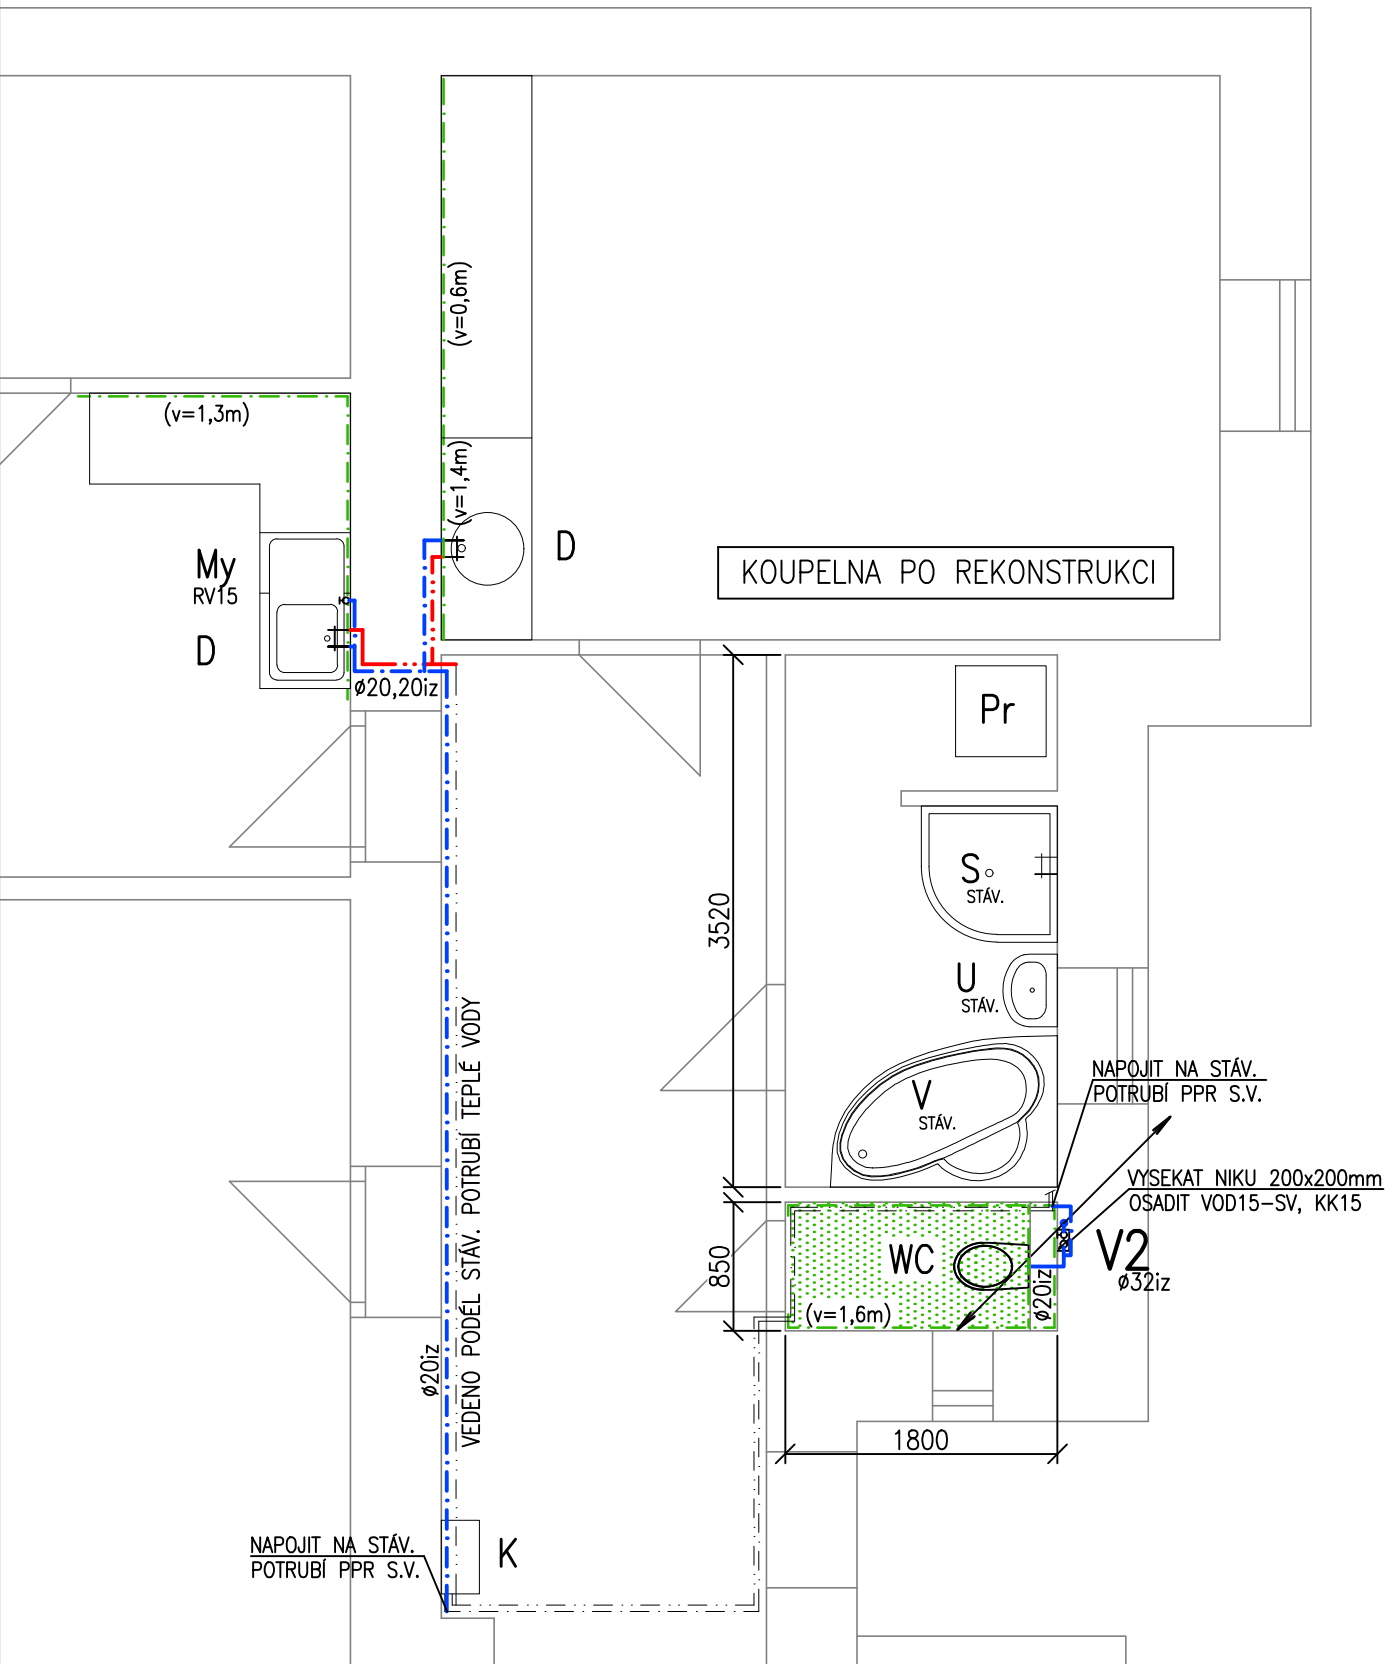 (v=0,6m)
(v=1,3m)
(v=1,4m)
My
RV15
D
D
KOUPELNA PO REKONSTRUKCI
ø20,20iz
Pr
S
STÁV.
3520
U
STÁV.
V
STÁV.
NAPOJIT NA STÁV.
POTRUBÍ PPR S.V.
VYSEKAT NIKU 200x200mm
OSADIT VOD15-SV, KK15
VEDENO PODÉL STÁV. POTRUBÍ TEPLÉ VODY
850
WC
(v=1,6m)
ø20iz
V2
ø32iz
ø20iz
1800
K
NAPOJIT NA STÁV.
POTRUBÍ PPR S.V.